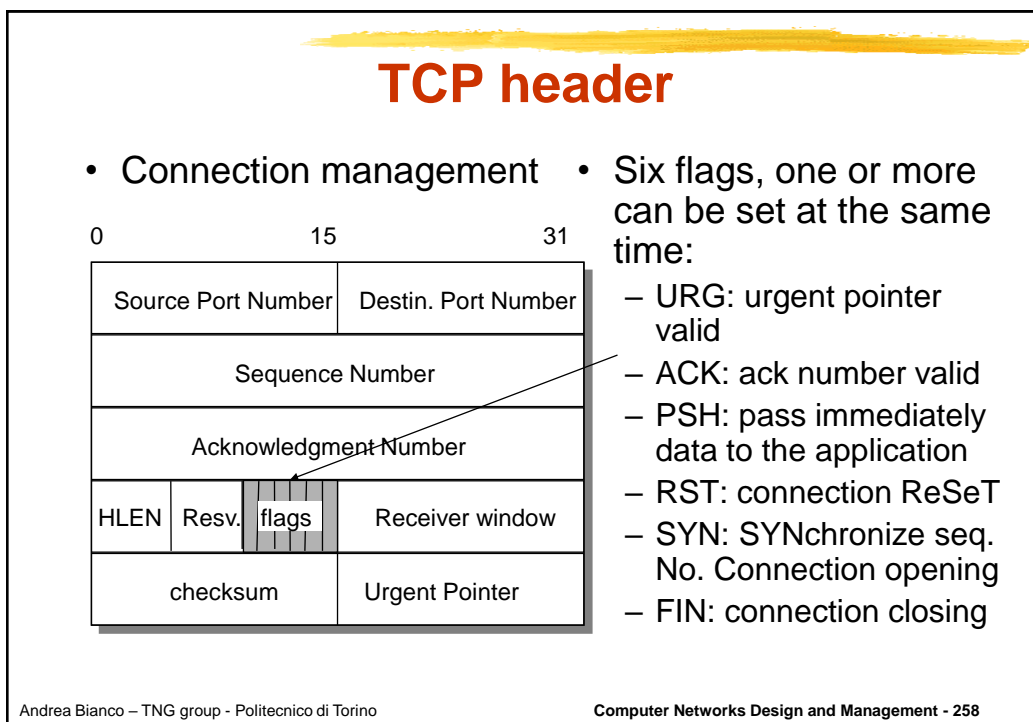 TCP header
• Connection management
0 15 31
Source Port Number Destin. Port Number
Sequence Number
Acknowledgment Number
HLEN Resv. flags Receiver window
checksum Urgent Pointer
• Six flags, one or more
can be set at the same
time:
– URG: urgent pointer
valid
– ACK: ack number valid
– PSH: pass immediately
data to the application
– RST: connection ReSeT
– SYN: SYNchronize seq.
No. Connection opening
– FIN: connection closing
Andrea Bianco – TNG group - Politecnico di Torino
Computer Networks Design and Management - 258